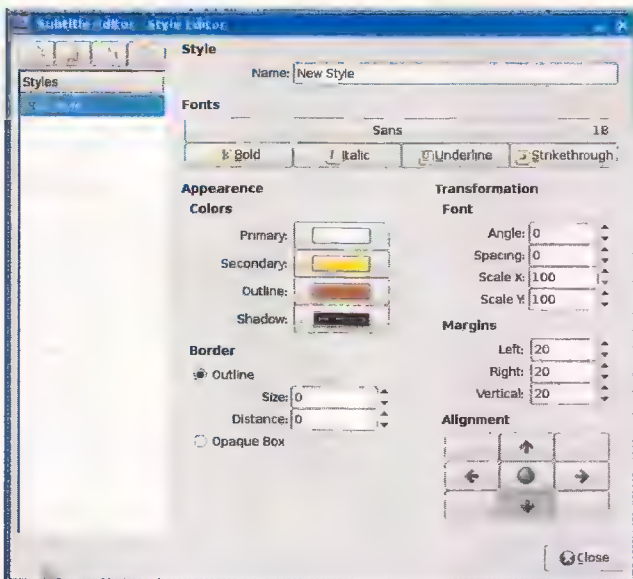 Subtitle Editor - Style Editor
Styles
Style
Name: New Style
Fonts
Sans 18
Bold
Italic
Underline
Strikethrough
Appearence
Colors
Primary:
Secondary:
Outline:
Shadow:
Border
Outline
Size: 0
Distance: 0
Opaque Box
Transformation
Font
Angle: 0
Spacing: 0
Scale X: 100
Scale Y: 100
Margins
Left: 20
Right: 20
Vertical: 20
Alignment
Close